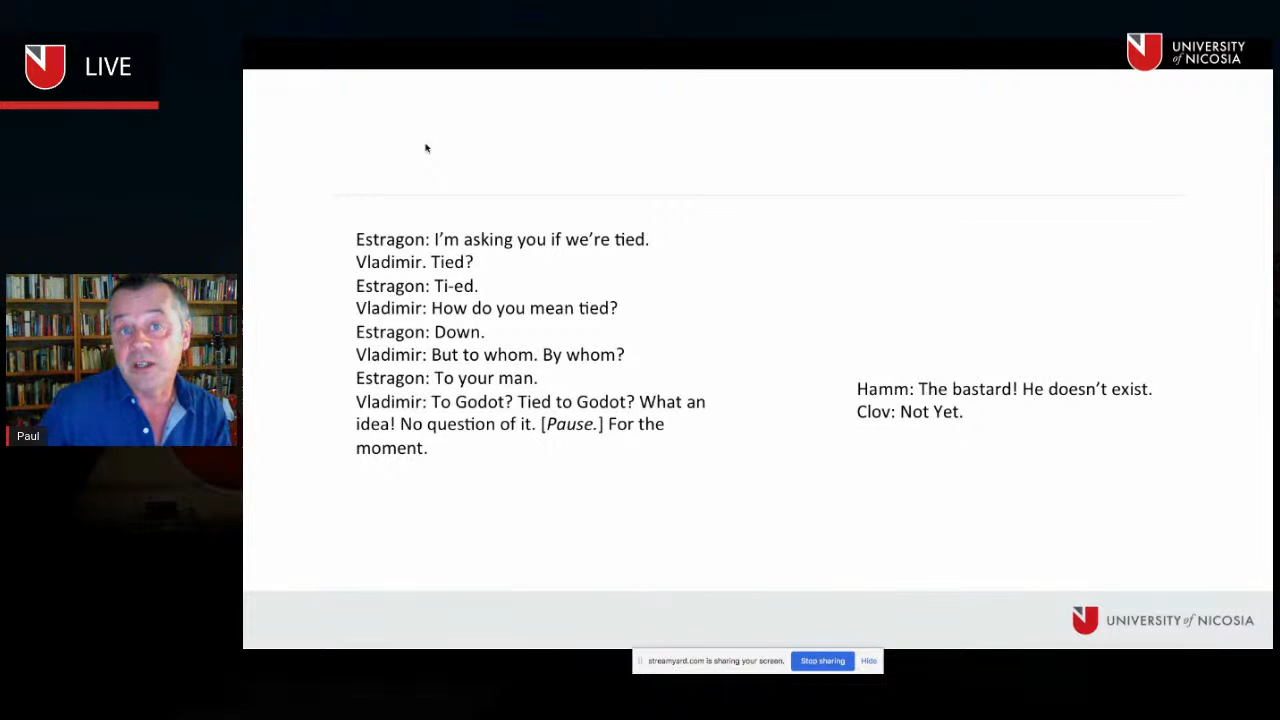 LIVE
UNIVERSITY
of NICOSIA
Estragon: I'm asking you if we're tied.
Vladimir. Tied?
Estragon: Ti-ed.
Vladimir: How do you mean tied?
Estragon: Down.
Vladimir: But to whom. By whom?
Estragon: To your man.
Vladimir: To Godot? Tied to Godot? What an
idea! No question of it. [Pause.] For the
moment.
Hamm: The bastard! He doesn't exist.
Clov: Not Yet.
Paul
UNIVERSITY of NICOSIA
streamyard.com is sharing your screen. Stop sharing Hide